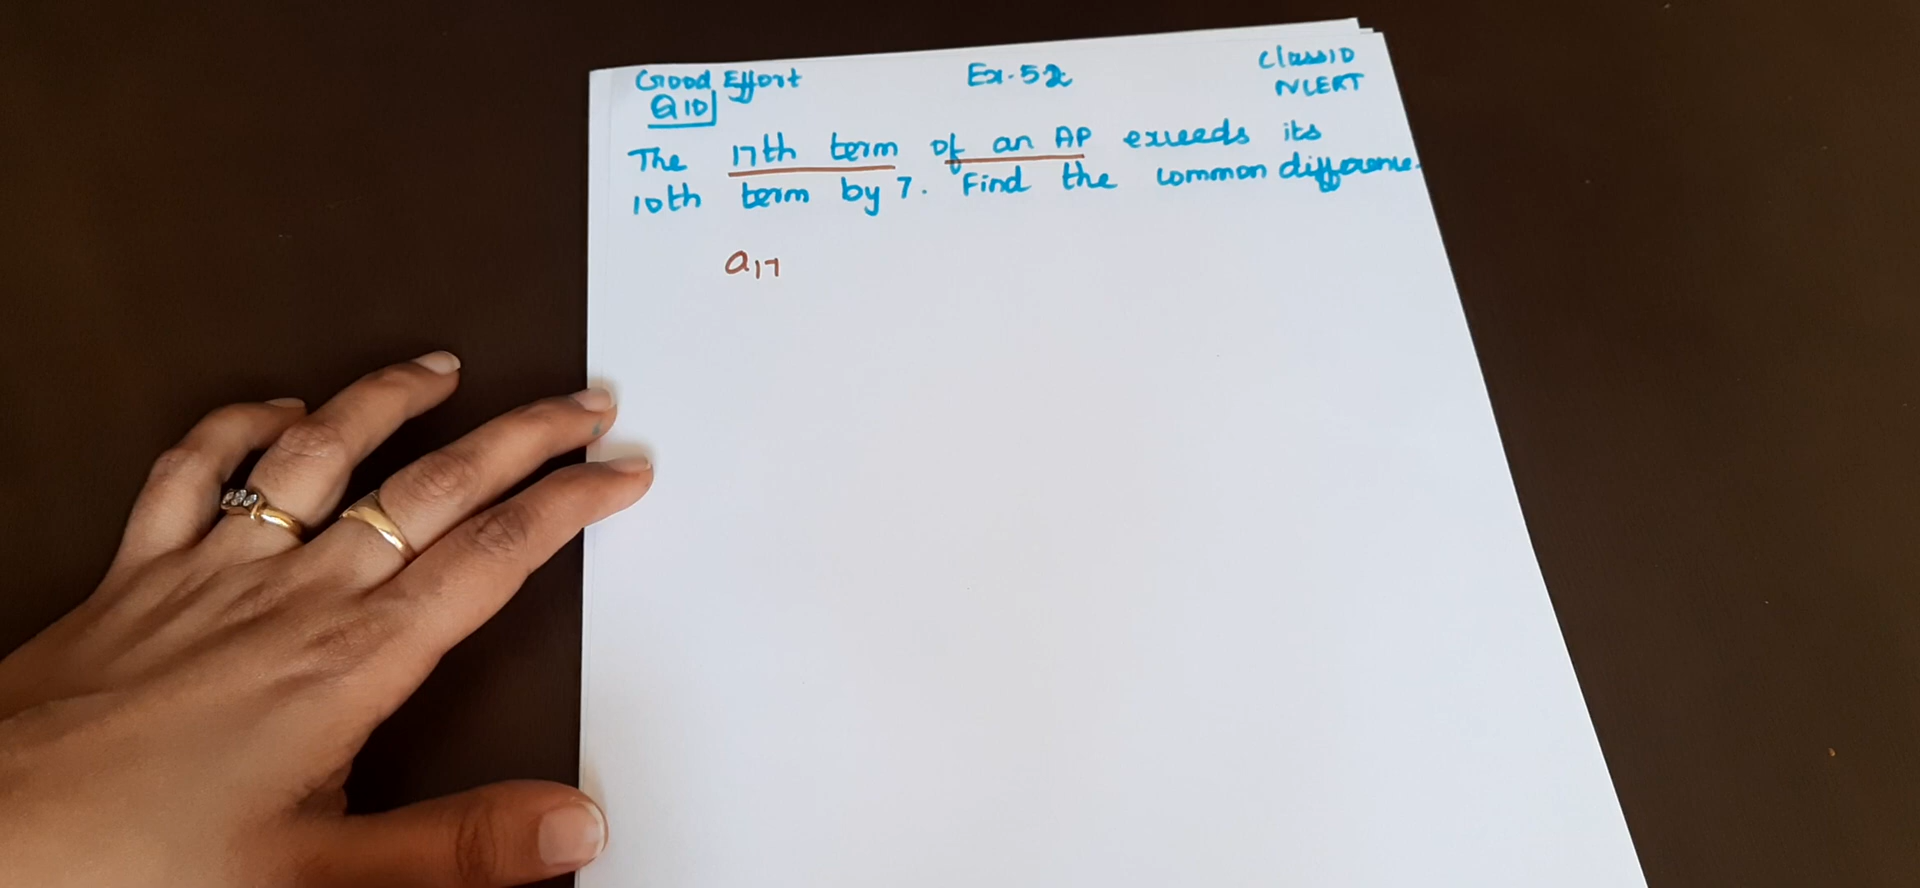 Good Effort Ex. 5.2 Class 10
NCERT
Q10
The 17th term of an AP exceeds its
10th term by 7. Find the common difference.
a17